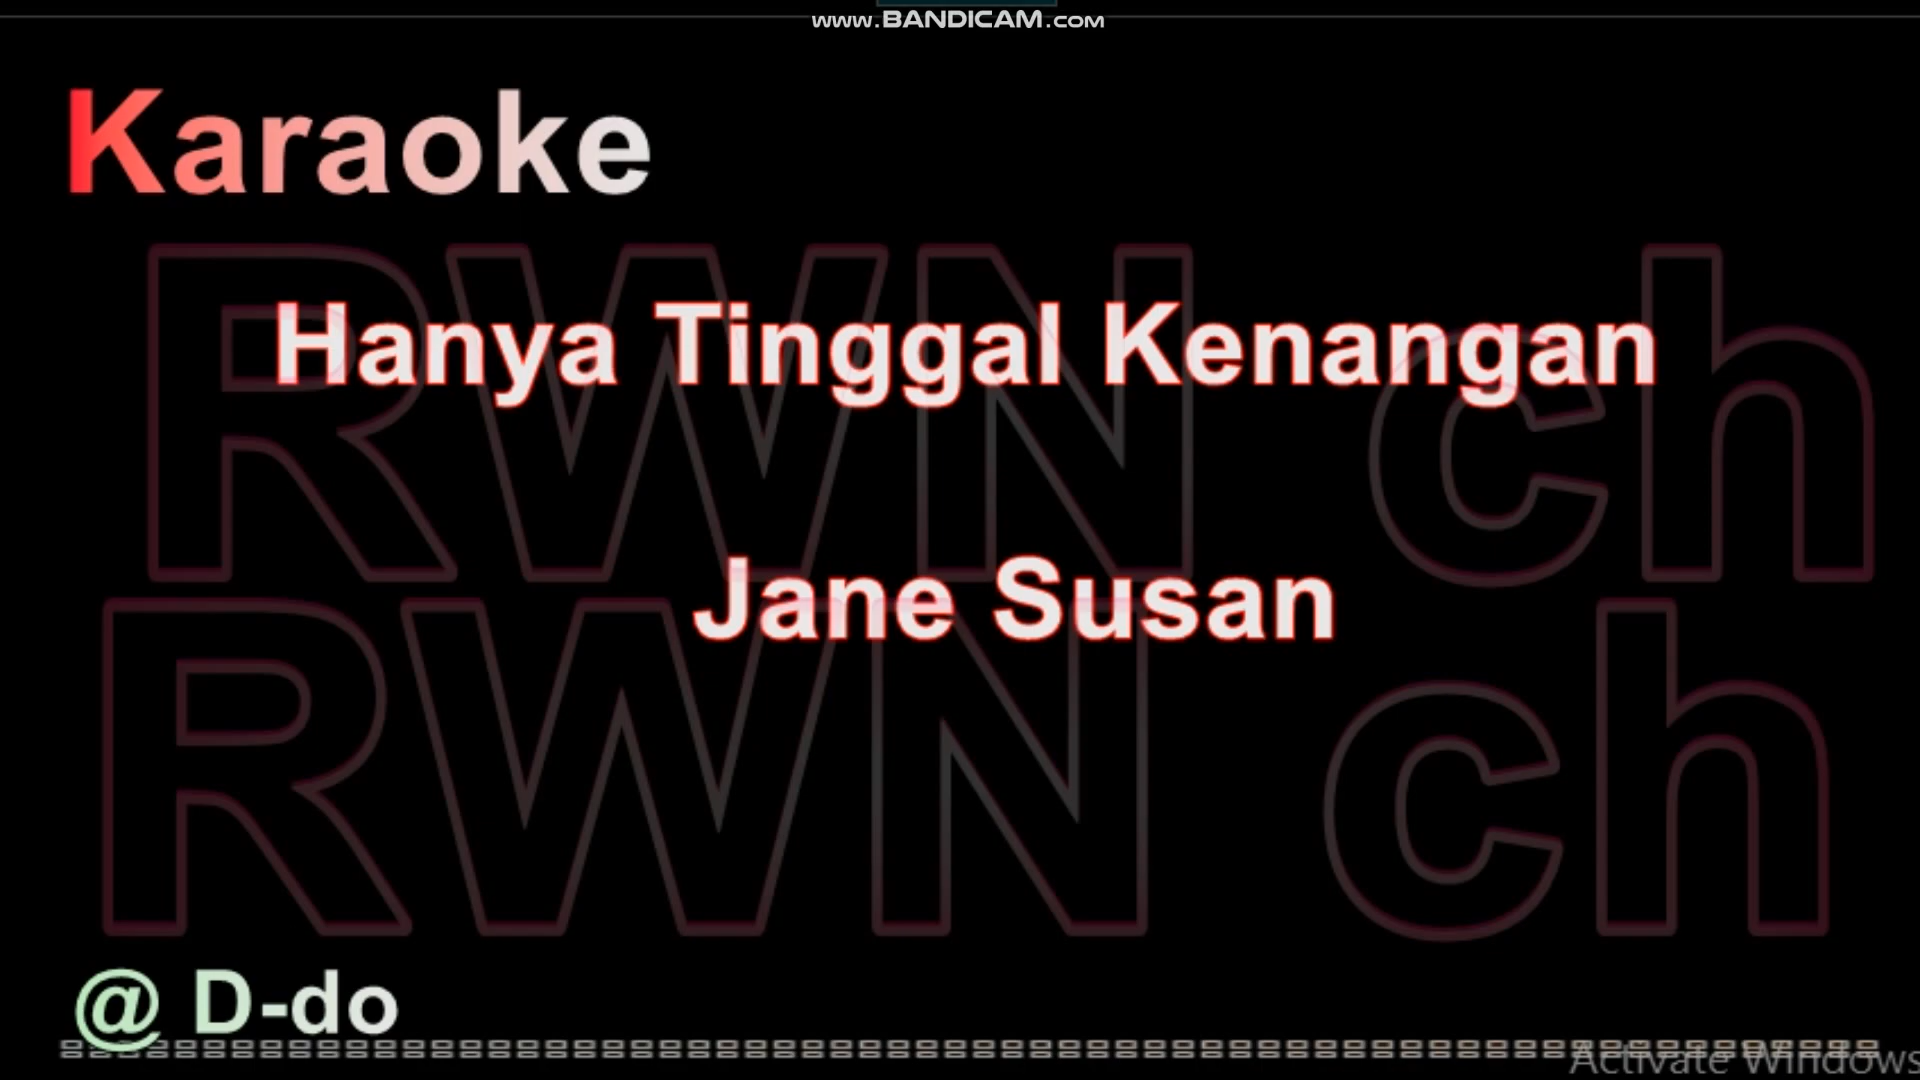 www.BANDICAM.com
Karaoke
RWN ch
Hanya Tinggal Kenangan
Jane Susan
RWN ch
@ D-do
Activate Windows